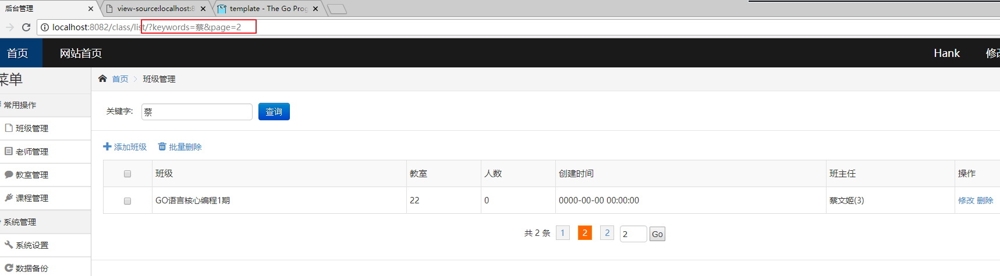 后台管理 view-source:localhost:8 template - The Go Prog
localhost:8082/class/list/?keywords=蔡&page=2
首页 网站首页 Hank 修改
菜单 首页 班级管理
常用操作
关键字: 蔡 查询
班级管理
老师管理 添加班级 批量删除
教室管理 班级 教室 人数 创建时间 班主任 操作
课程管理 GO语言核心编程1期 22 0 0000-00-00 00:00:00 蔡文姬(3) 修改 删除
系统管理
共 2 条 1 2 2 2 Go
系统设置
数据备份